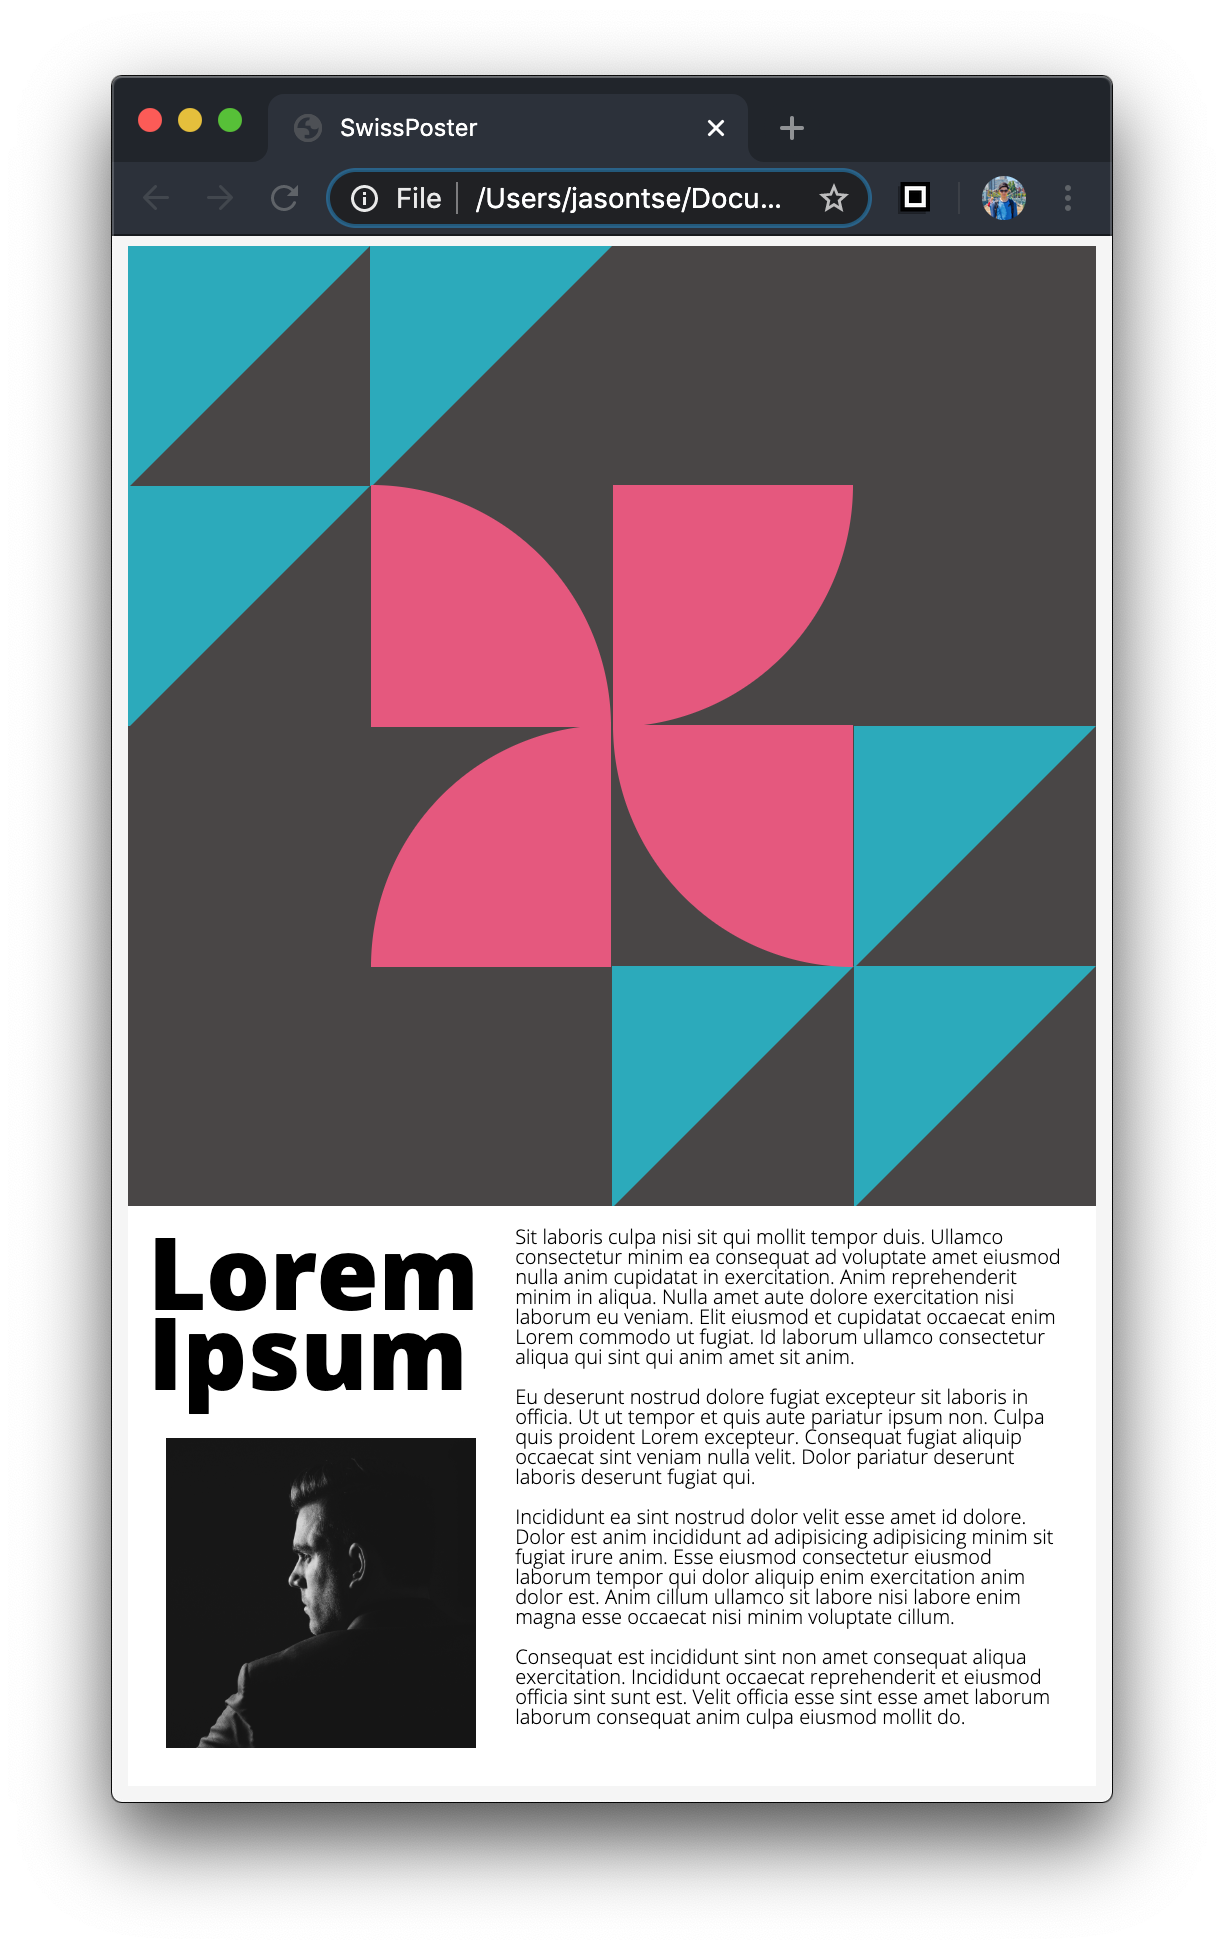 SwissPoster
File
/Users/jasontse/Docu...
Lorem
Ipsum
Sit laboris culpa nisi sit qui mollit tempor duis. Ullamco
consectetur minim ea consequat ad voluptate amet eiusmod
nulla anim cupidatat in exercitation. Anim reprehenderit
minim in aliqua. Nulla amet aute dolore exercitation nisi
laborum eu veniam. Elit eiusmod et cupidatat occaecat enim
Lorem commodo ut fugiat. Id laborum ullamco consectetur
aliqua qui sint qui anim amet sit anim.
Eu deserunt nostrud dolore fugiat excepteur sit laboris in
officia. Ut ut tempor et quis aute pariatur ipsum non. Culpa
quis proident Lorem excepteur. Consequat fugiat aliquip
occaecat sint veniam nulla velit. Dolor pariatur deserunt
laboris deserunt fugiat qui.
Incididunt ea sint nostrud dolor velit esse amet id dolore.
Dolor est anim incididunt ad adipisicing adipisicing minim sit
fugiat irure anim. Esse eiusmod consectetur eiusmod
laborum tempor qui dolor aliquip enim exercitation anim
dolor est. Anim cillum ullamco sit labore nisi labore enim
magna esse occaecat nisi minim voluptate cillum.
Consequat est incididunt sint non amet consequat aliqua
exercitation. Incididunt occaecat reprehenderit et eiusmod
officia sint sunt est. Velit officia esse sint esse amet laborum
laborum consequat anim culpa eiusmod mollit do.